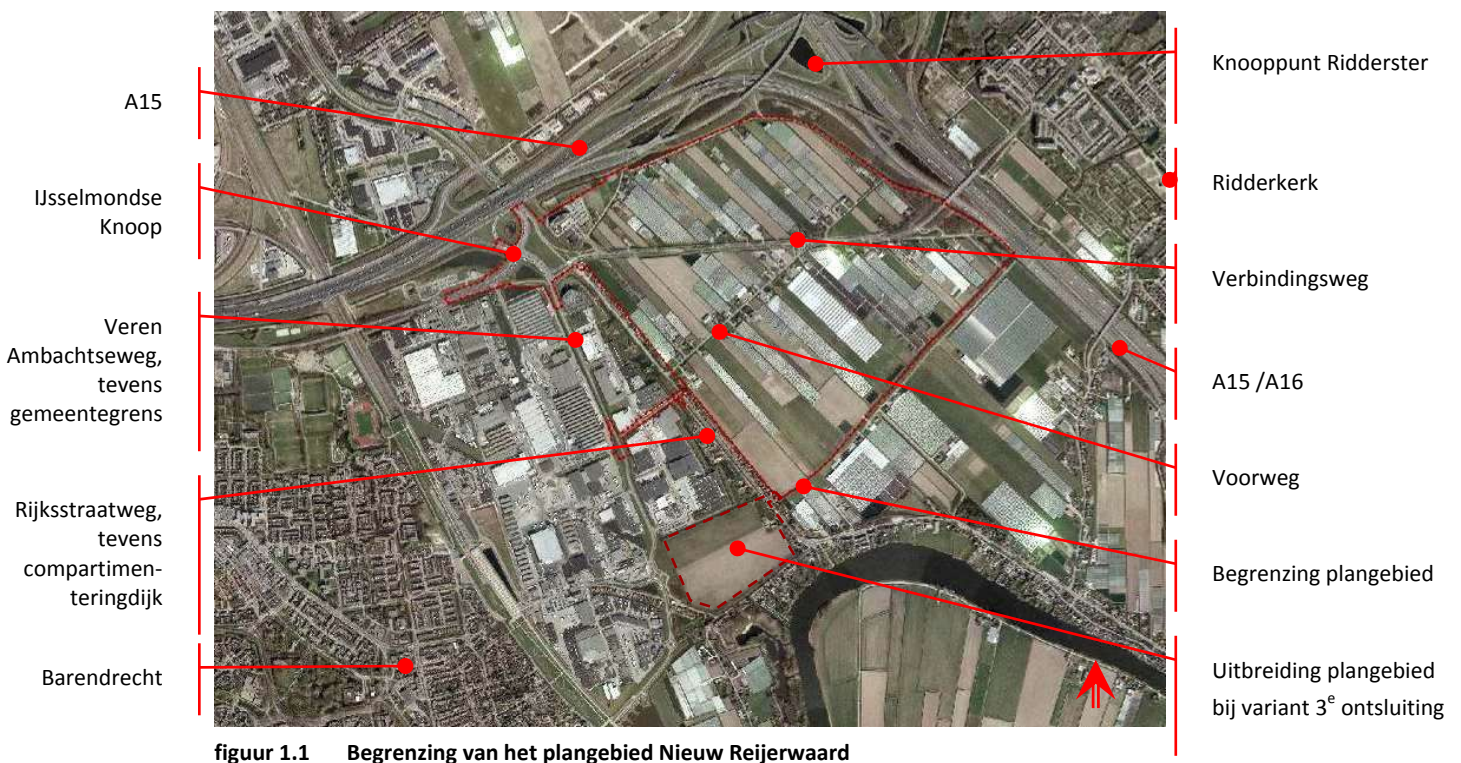 A15
IJsselmondse
Knoop
Veren
Ambachtseweg,
tevens
gemeentegrens
Rijksstraatweg,
tevens
compartimen-
teringdijk
Barendrecht
Knooppunt Ridderster
Ridderkerk
Verbindingsweg
A15 /A16
Voorweg
Begrenzing plangebied
Uitbreiding plangebied
bij variant 3e ontsluiting
figuur 1.1 Begrenzing van het plangebied Nieuw Reijerwaard